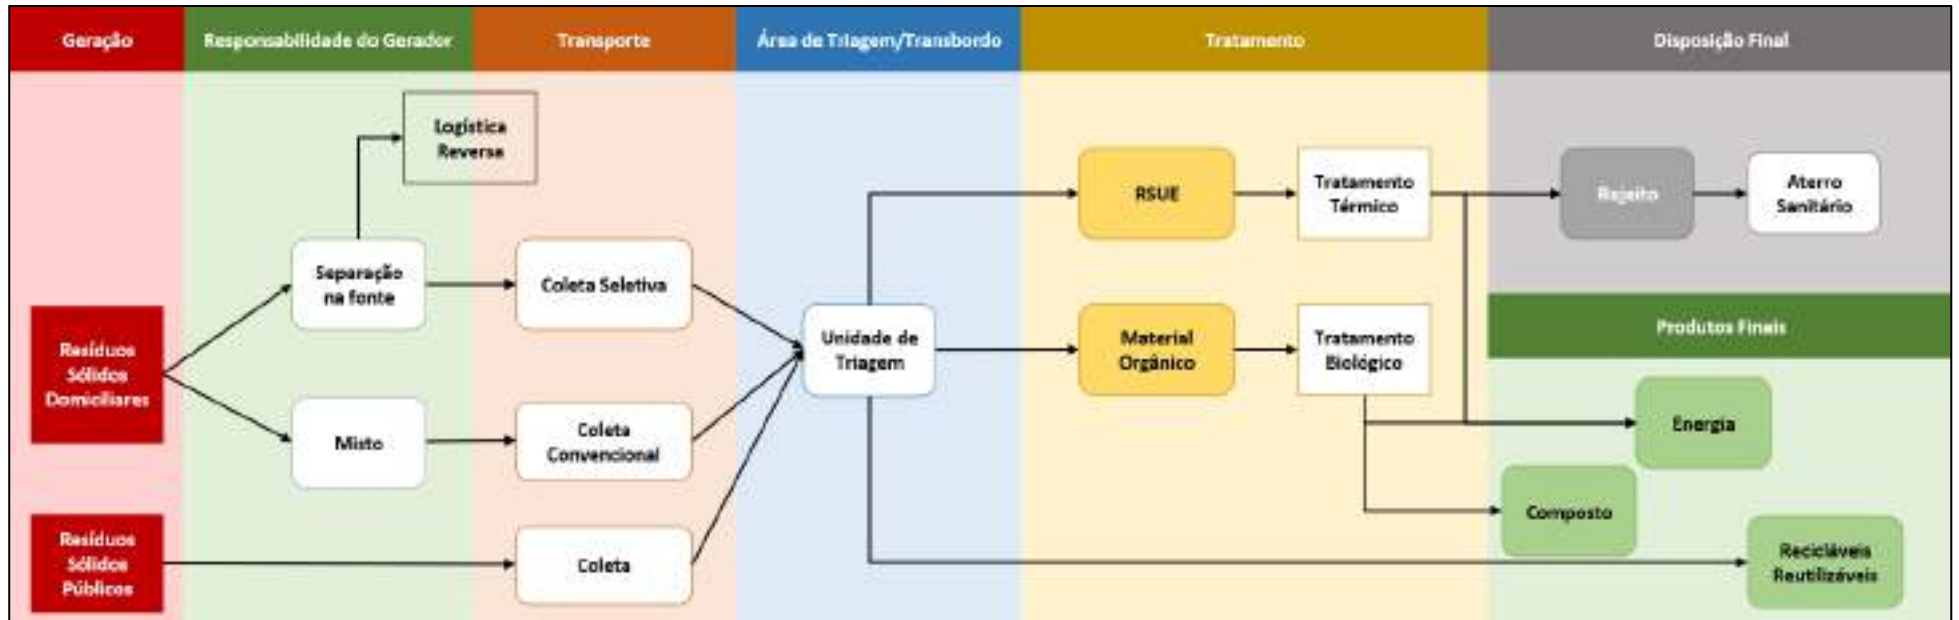 Geração
Responsabilidade do Gerador
Transporte
Área de Triagem/Transbordo
Tratamento
Disposição Final
Logística
Reversa
RSUE
Tratamento
Térmico
Rejeito
Aterro
Sanitário
Separação
na fonte
Coleta Seletiva
Unidade de
Triagem
Material
Orgânico
Tratamento
Biológico
Produtos Finais
Resíduos
Sólidos
Domiciliares
Misto
Coleta
Convencional
Energia
Composto
Resíduos
Sólidos
Públicos
Coleta
Recicláveis
Reutilizáveis